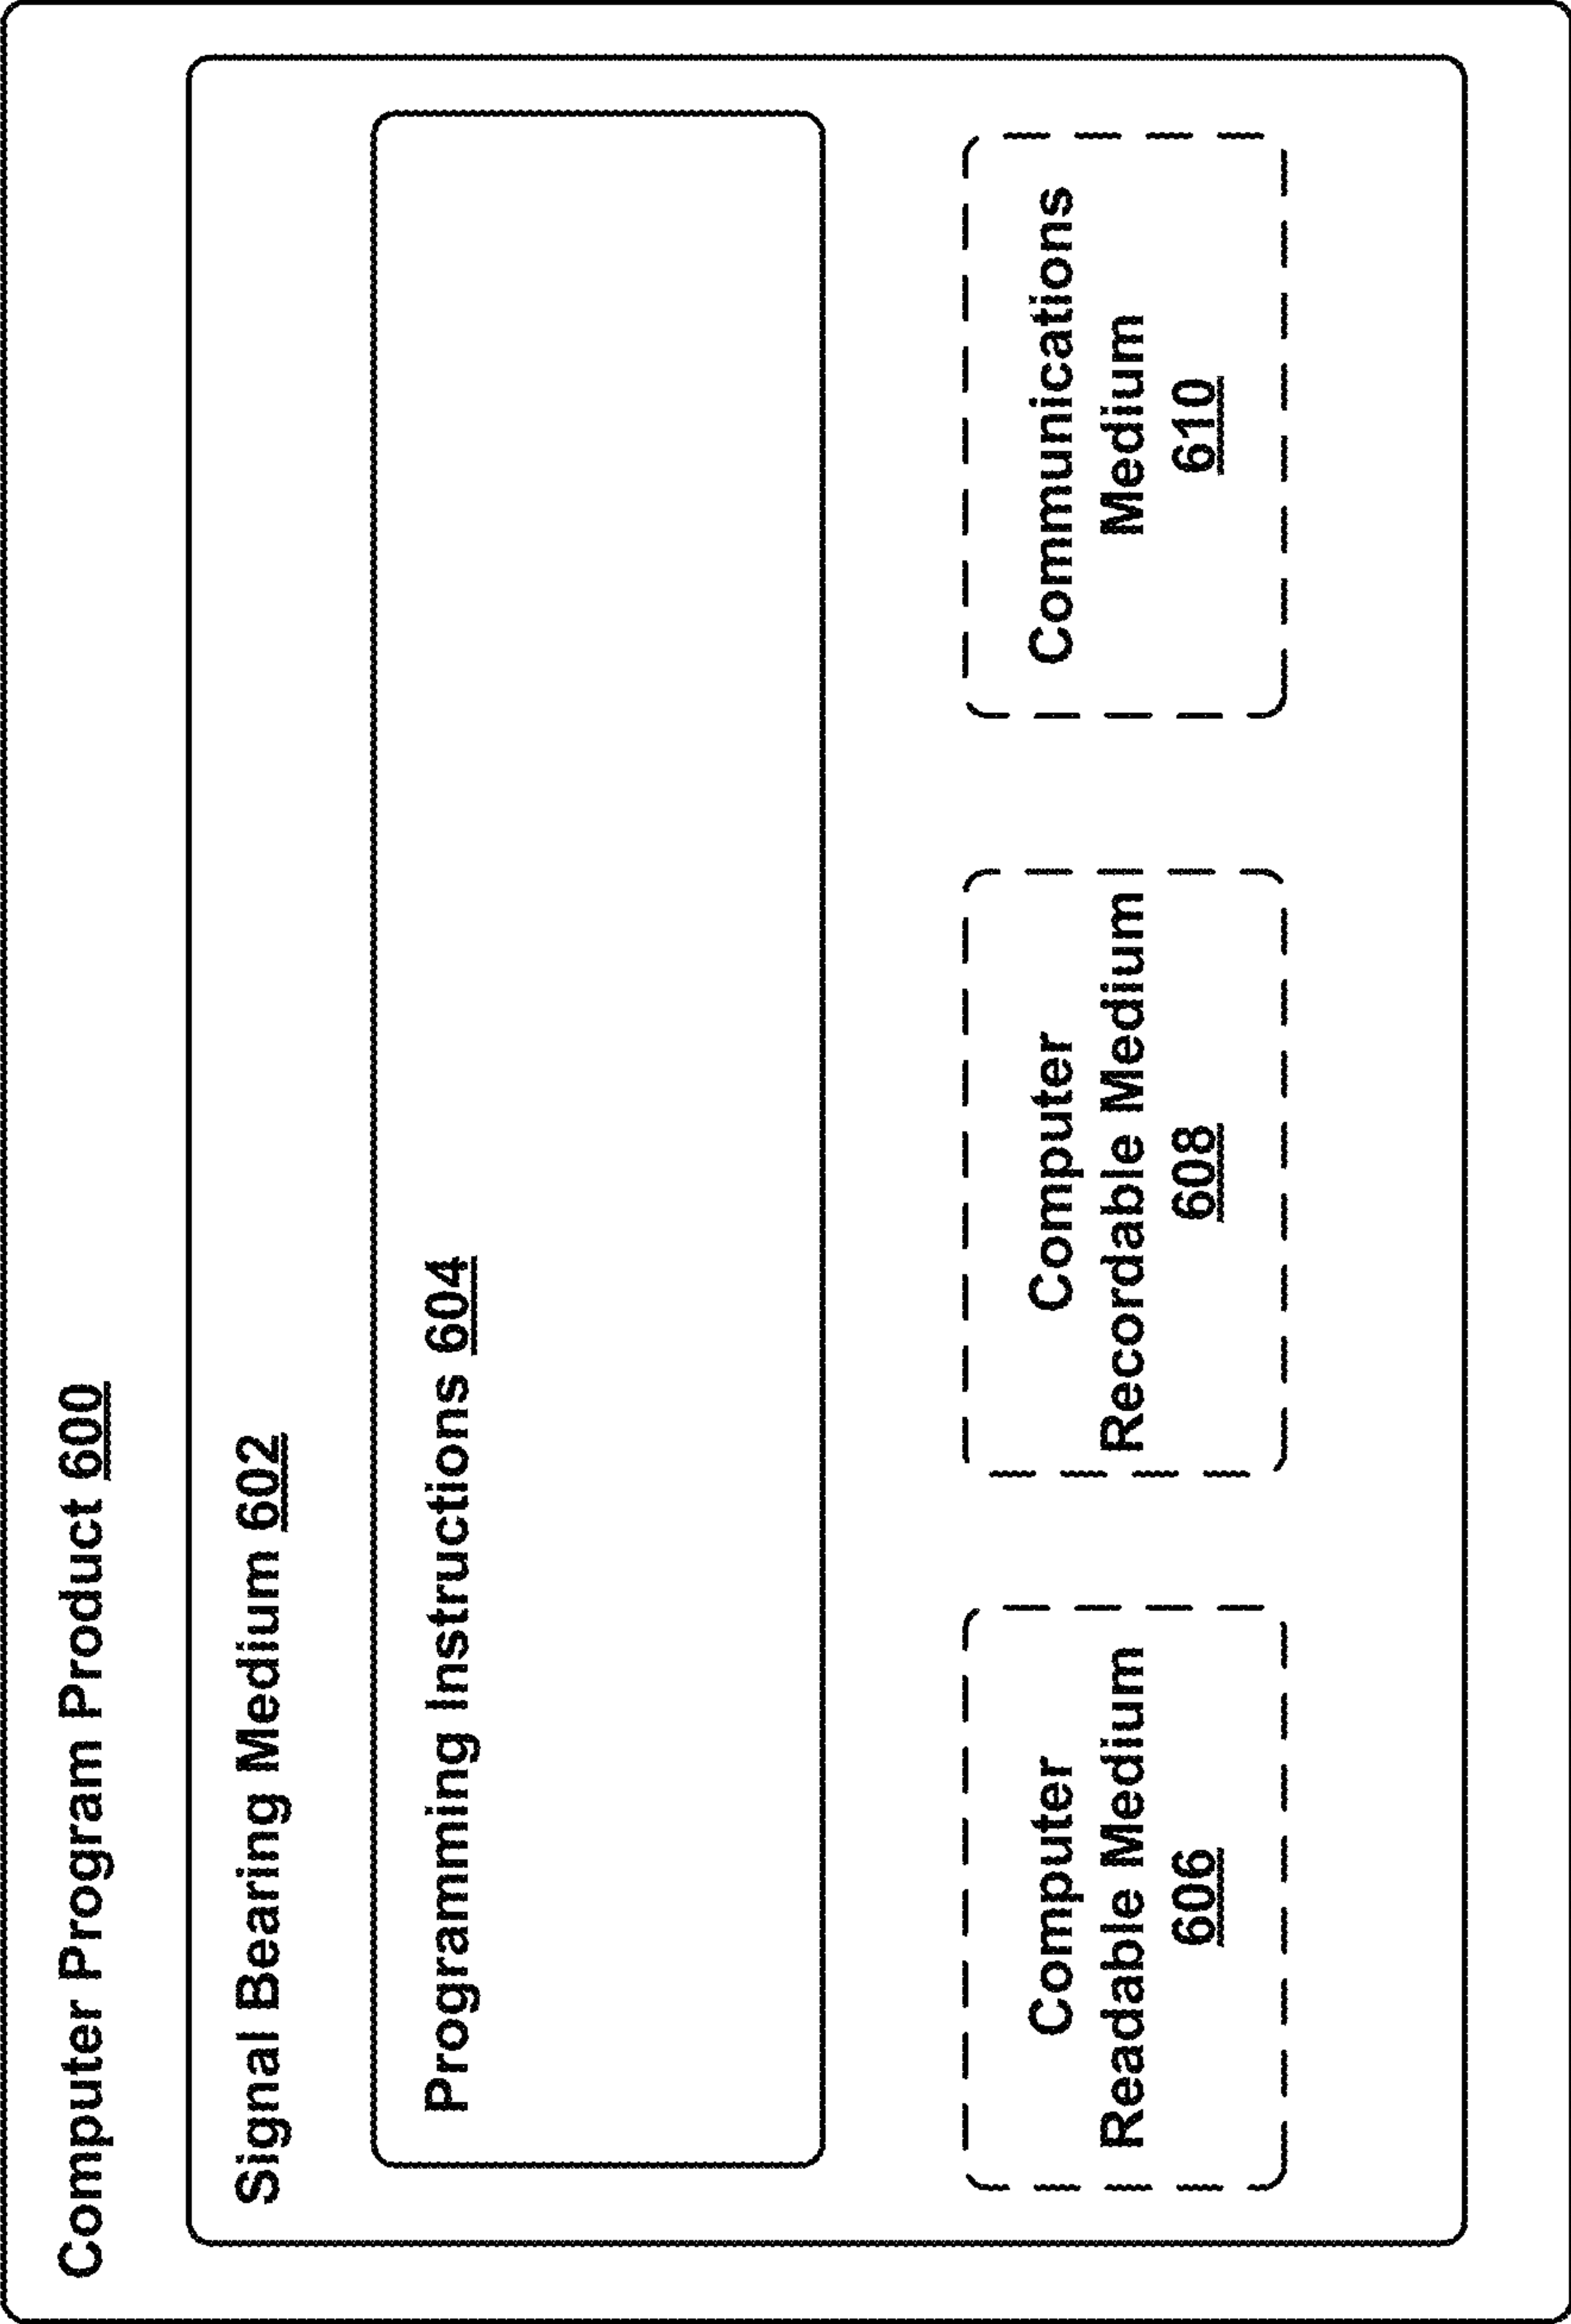 Computer Program Product 600
Signal Bearing Medium 602
Programming Instructions 604
Computer
Readable Medium
606
Computer
Recordable Medium
608
Communications
Medium
610